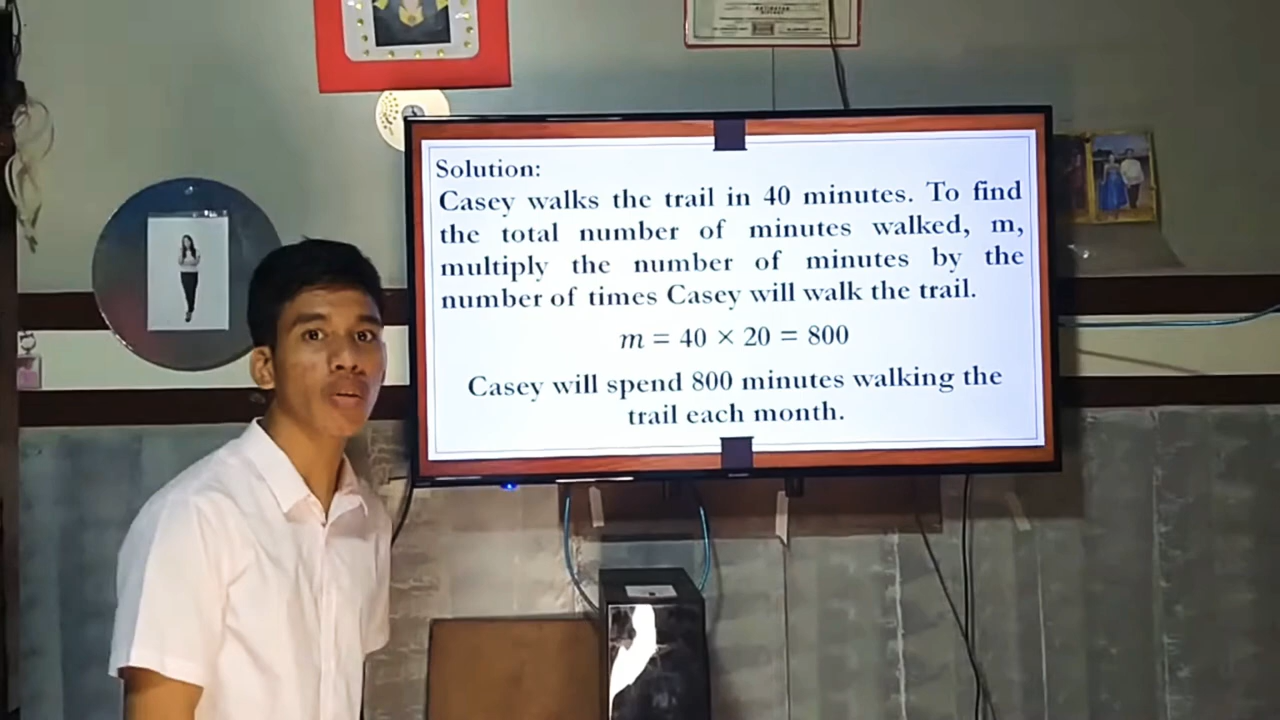 Solution:
Casey walks the trail in 40 minutes. To find
the total number of minutes walked, m,
multiply the number of minutes by the
number of times Casey will walk the trail.
m = 40 × 20 = 800
Casey will spend 800 minutes walking the
trail each month.